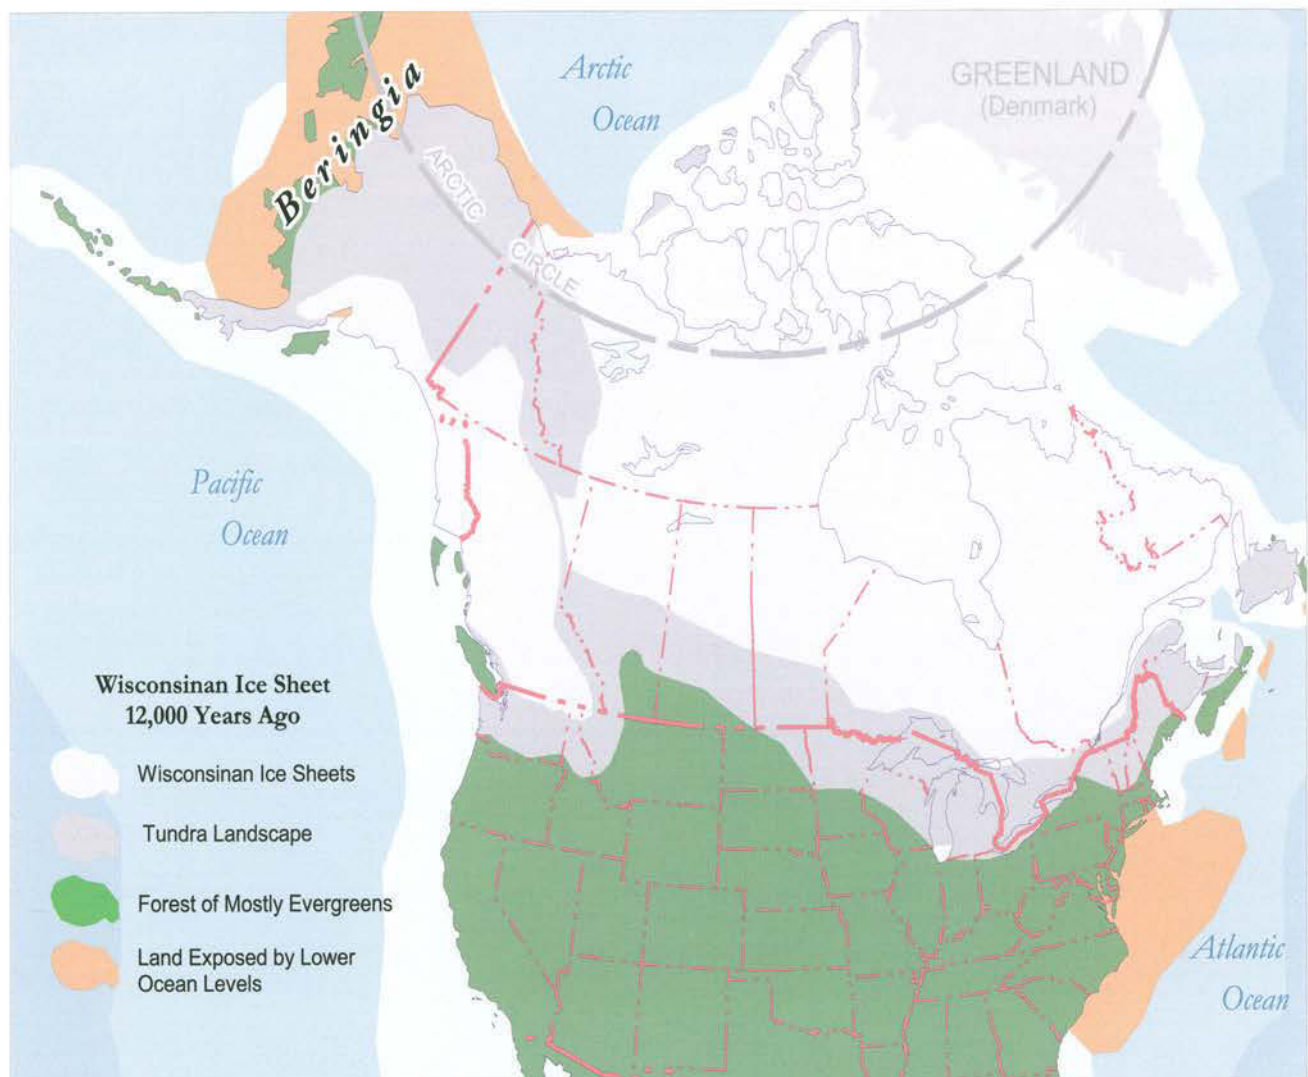 Arctic
Ocean
GREENLAND
(Denmark)
Beringia
ARCTIC
CIRCLE
Pacific
Ocean
Wisconsinan Ice Sheet
12,000 Years Ago
Wisconsinan Ice Sheets
Tundra Landscape
Forest of Mostly Evergreens
Land Exposed by Lower
Ocean Levels
Atlantic
Ocean